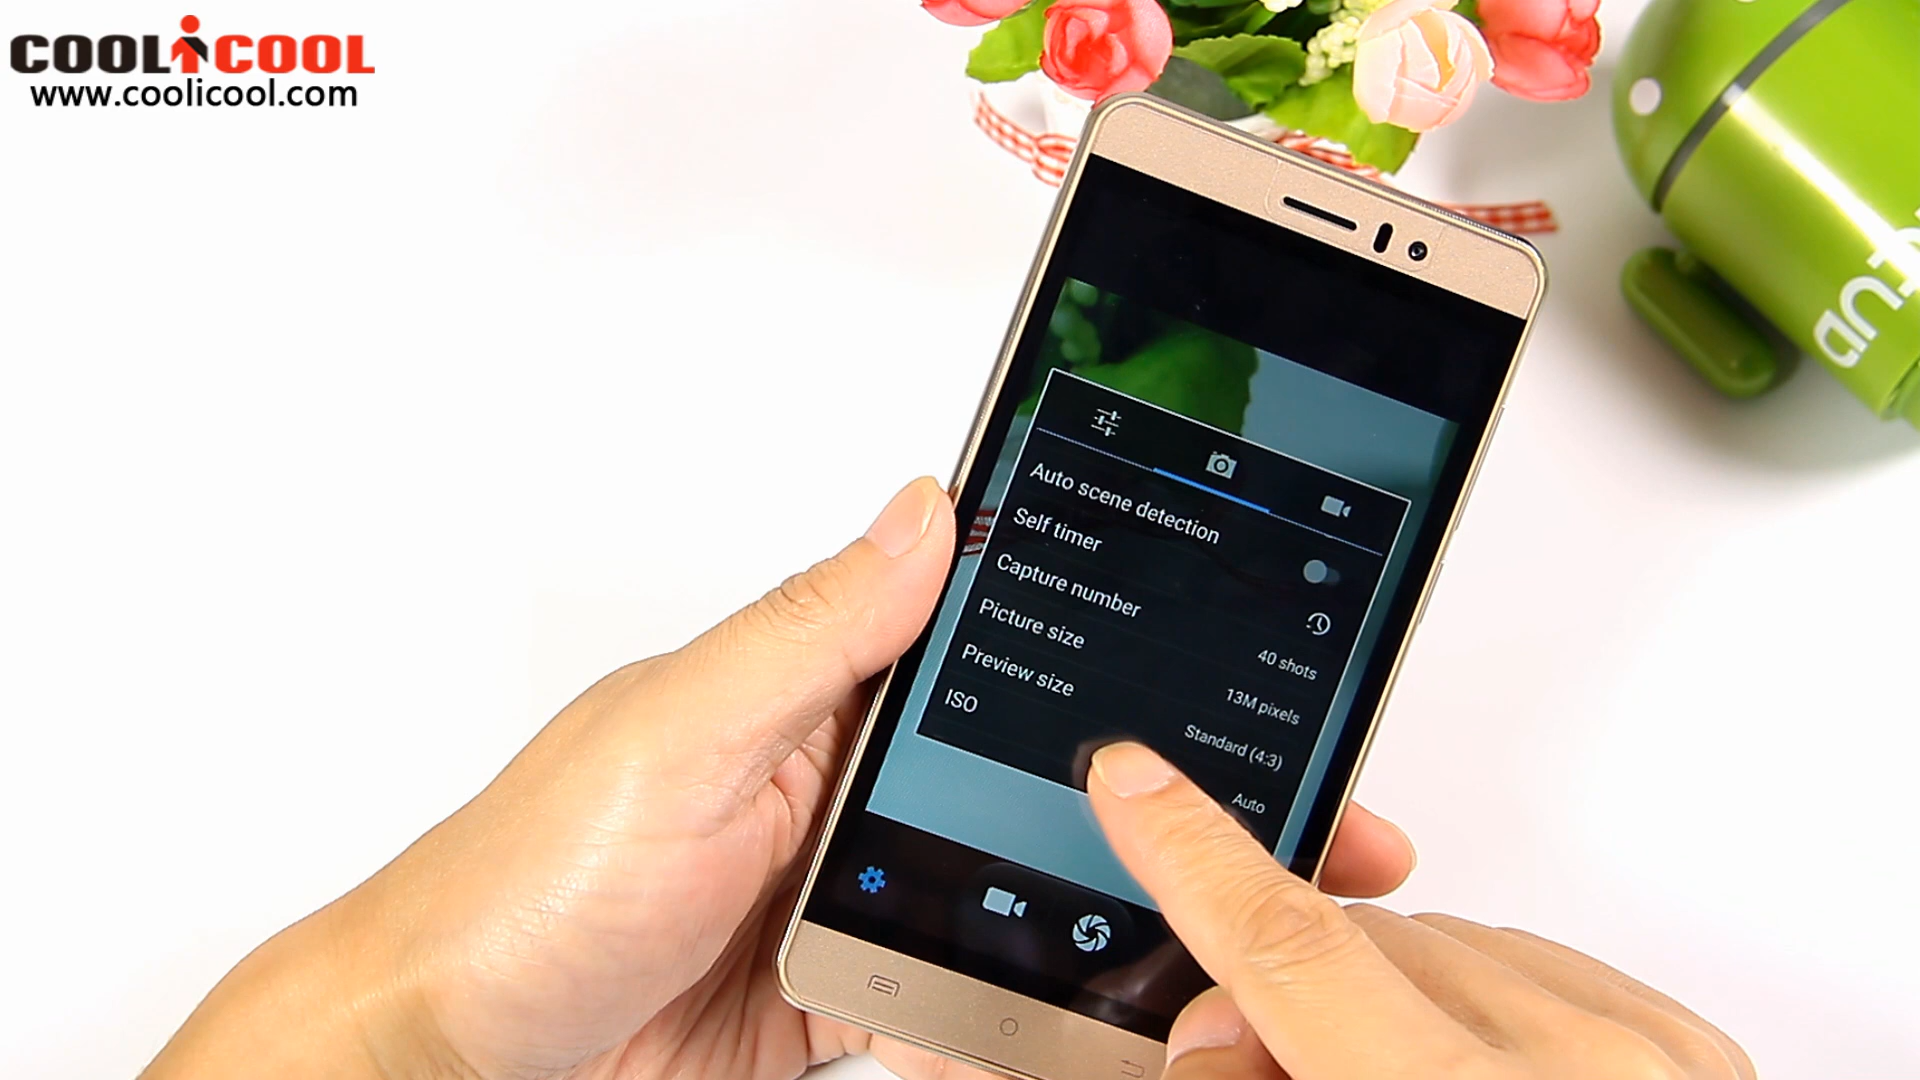 COOLiCOOL
www.coolicool.com
Auto scene detection
Self timer
Capture number
40 shots
Picture size
13M pixels
Preview size
Standard (4:3)
ISO
Auto